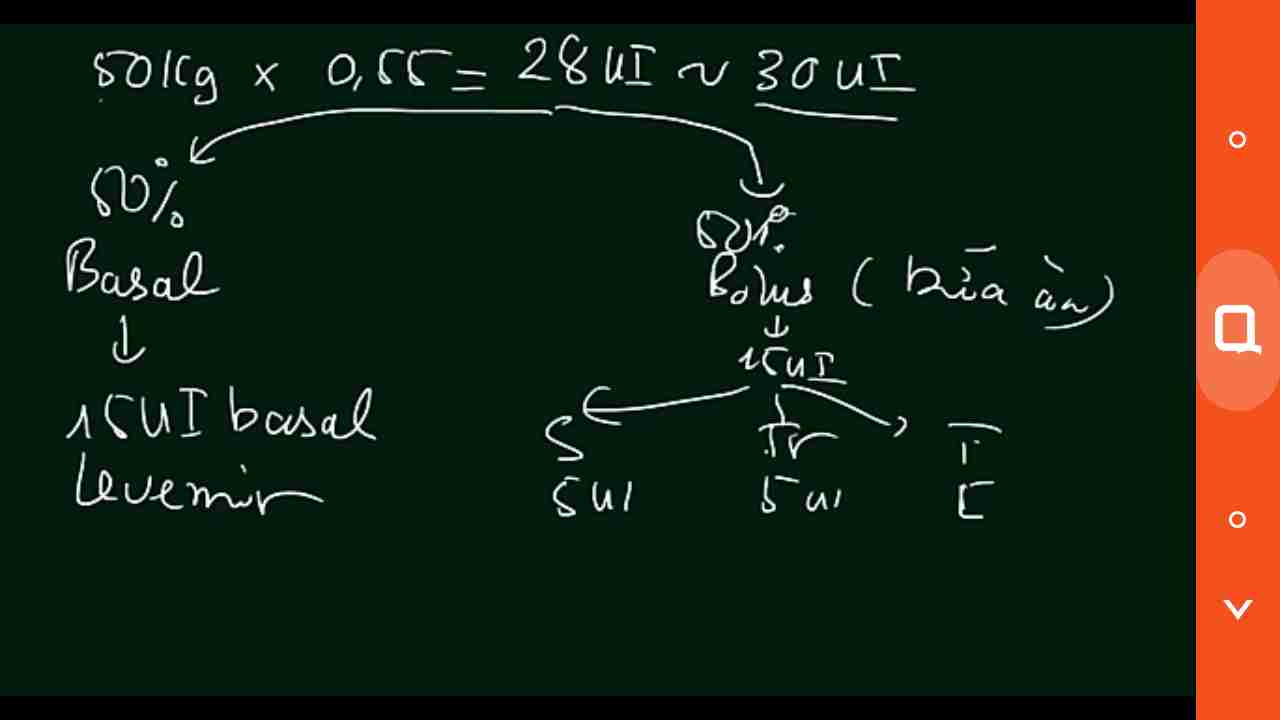 50kg x 0,55 = 28 UI ~ 30 UI
50% 50%
Basal Bolus (bữa ăn)
↓ ↓
15UI
15UI basal S Tr T
Levemir 5UI 5UI 5